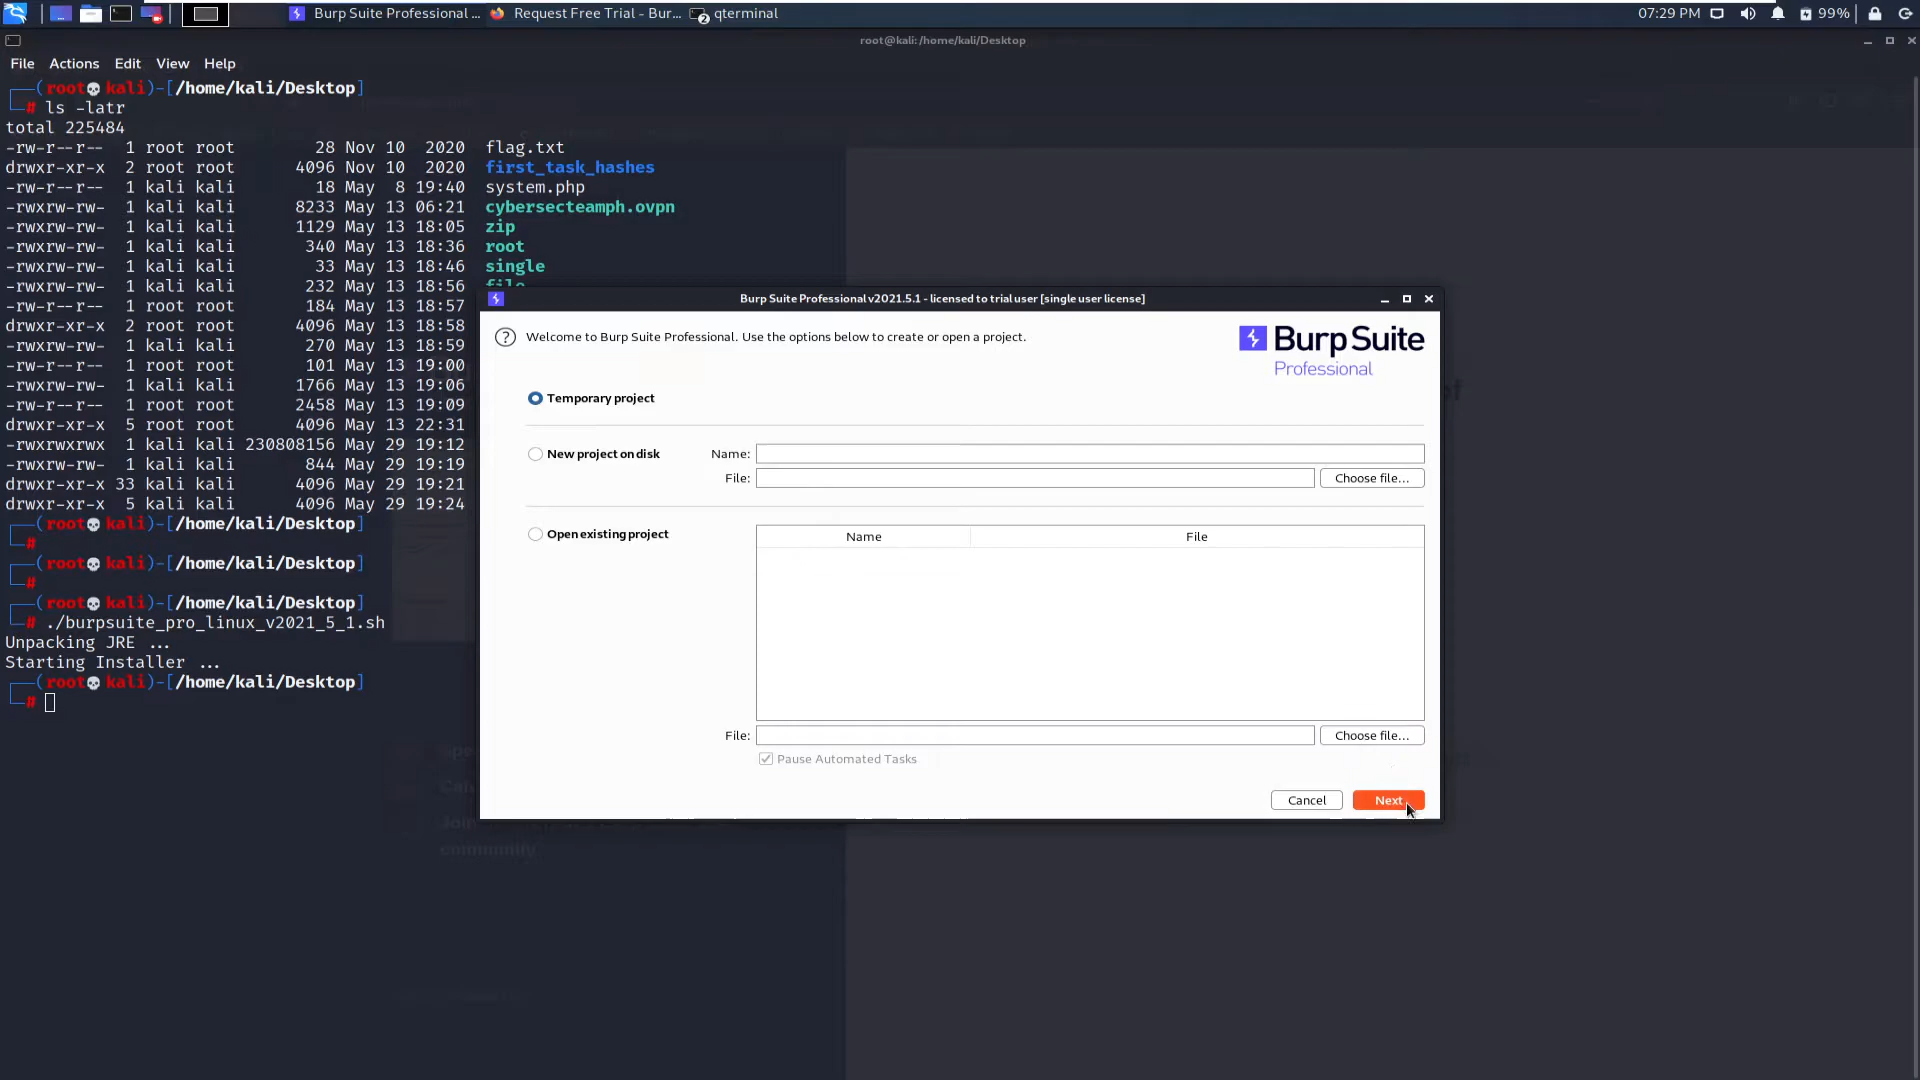 Burp Suite Professional ...
Request Free Trial - Bur...
2 qterminal
07:29 PM
99%
root@kali: /home/kali/Desktop
File Actions Edit View Help
(root💀kali)-[/home/kali/Desktop]
# ls -latr
total 225484
-rw-r--r-- 1 root root 28 Nov 10 2020 flag.txt
drwxr-xr-x 2 root root 4096 Nov 10 2020 first_task_hashes
-rw-r--r-- 1 kali kali 18 May 8 19:40 system.php
-rwxrw-rw- 1 kali kali 8233 May 13 06:21 cybersecteamph.ovpn
-rwxrw-rw- 1 kali kali 1129 May 13 18:05 zip
-rwxrw-rw- 1 kali kali 340 May 13 18:36 root
-rwxrw-rw- 1 kali kali 33 May 13 18:46 single
-rwxrw-rw- 1 kali kali 232 May 13 18:56 file
-rw-r--r-- 1 root root 184 May 13 18:57
drwxr-xr-x 2 root root 4096 May 13 18:58
-rwxrw-rw- 1 kali kali 270 May 13 18:59
-rw-r--r-- 1 root root 101 May 13 19:00
-rwxrw-rw- 1 kali kali 1766 May 13 19:06
-rw-r--r-- 1 root root 2458 May 13 19:09
drwxr-xr-x 5 root root 4096 May 13 22:31
-rwxrwxrwx 1 kali kali 230808156 May 29 19:12
-rwxrw-rw- 1 kali kali 844 May 29 19:19
drwxr-xr-x 33 kali kali 4096 May 29 19:21
drwxr-xr-x 5 kali kali 4096 May 29 19:24
(root💀kali)-[/home/kali/Desktop]
#
(root💀kali)-[/home/kali/Desktop]
#
(root💀kali)-[/home/kali/Desktop]
# ./burpsuite_pro_linux_v2021_5_1.sh
Unpacking JRE ...
Starting Installer ...
(root💀kali)-[/home/kali/Desktop]
#
Burp Suite Professional v2021.5.1 - licensed to trial user [single user license]
? Welcome to Burp Suite Professional. Use the options below to create or open a project.
Burp Suite
Professional
Temporary project
New project on disk
Name:
File:
Choose file...
Open existing project
Name
File
File:
Choose file...
Pause Automated Tasks
Cancel
Next
community.